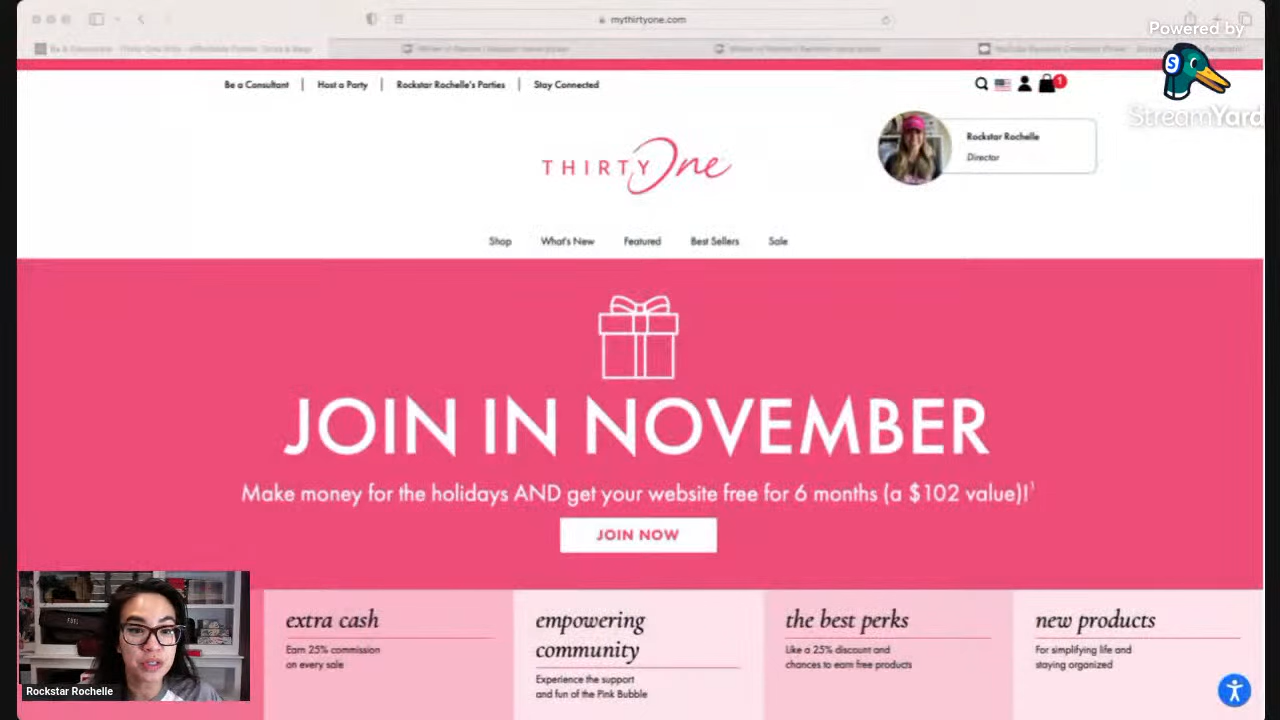 mythirtyone.com
Powered by
StreamYard
Be a Consultant | Host a Party | Rockstar Rochelle's Parties | Stay Connected
1
Rockstar Rochelle
Director
THIRTY One
Shop What's New Featured Best Sellers Sale
JOIN IN NOVEMBER
Make money for the holidays AND get your website free for 6 months (a $102 value)!¹
JOIN NOW
extra cash
Earn 25% commission
on every sale
empowering
community
Experience the support
and fun of the Pink Bubble
the best perks
Like a 25% discount and
chances to earn free products
new products
For simplifying life and
staying organized
Rockstar Rochelle